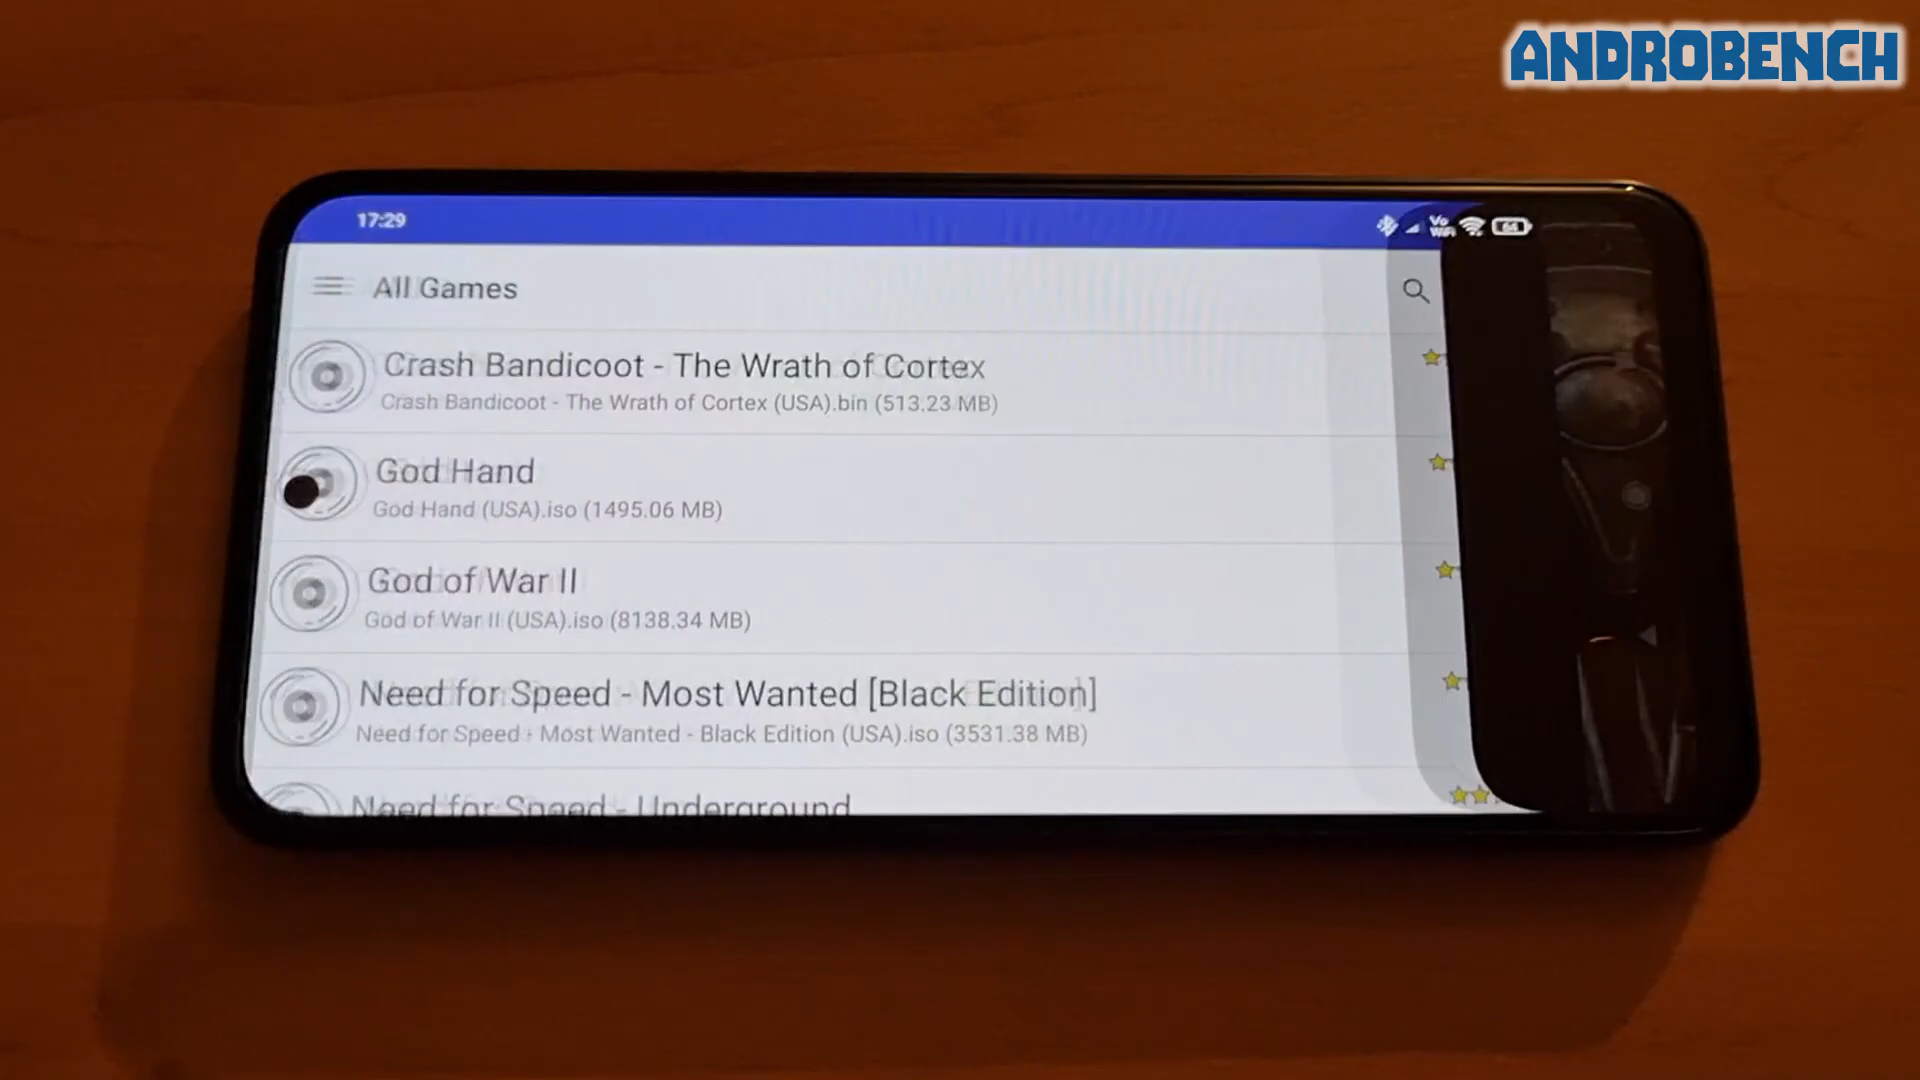 ANDROBENCH
17:29
Vo
WiFi
64
All Games
Crash Bandicoot - The Wrath of Cortex
Crash Bandicoot - The Wrath of Cortex (USA).bin (513.23 MB)
God Hand
God Hand (USA).iso (1495.06 MB)
God of War II
God of War II (USA).iso (8138.34 MB)
Need for Speed - Most Wanted [Black Edition]
Need for Speed - Most Wanted - Black Edition (USA).iso (3531.38 MB)
Need for Speed - Underground